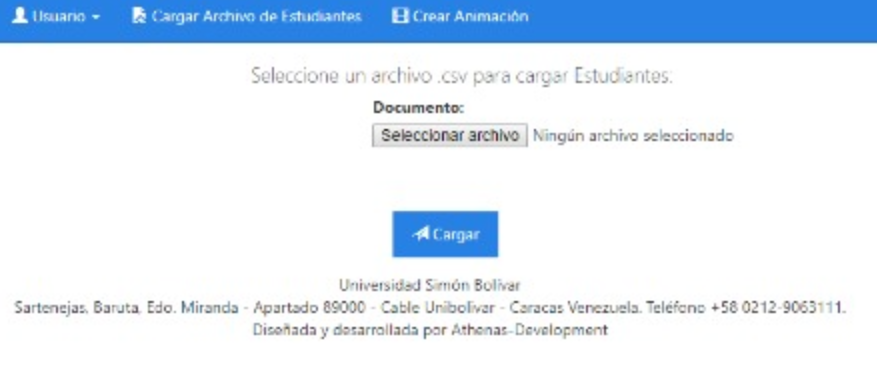 Usuario
Cargar Archivo de Estudiantes
Crear Animación
Seleccione un archivo .csv para cargar Estudiantes:
Documento:
Seleccionar archivo Ningún archivo seleccionado
Cargar
Universidad Simón Bolívar
Sartenejas, Baruta, Edo. Miranda - Apartado 89000 - Cable Unibolivar - Caracas Venezuela. Teléfono +58 0212-9063111.
Diseñada y desarrollada por Athenas-Development